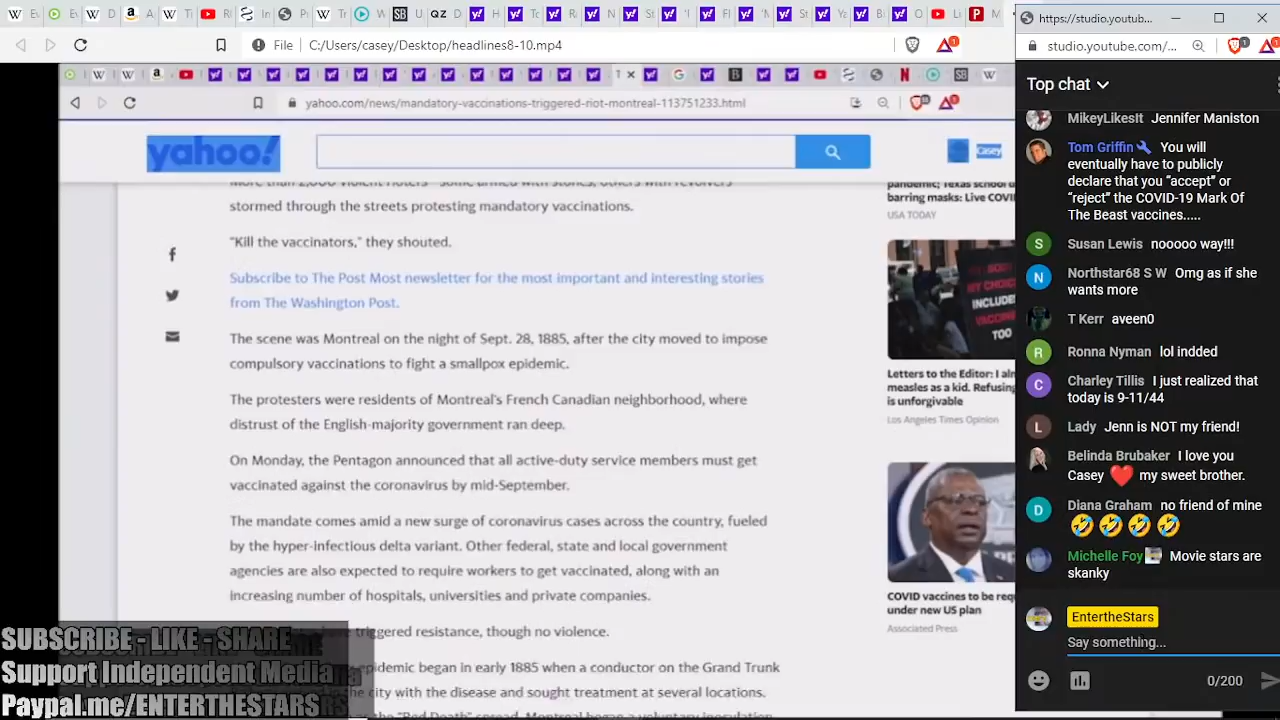 File C:/Users/casey/Desktop/headlines8-10.mp4
yahoo.com/news/mandatory-vaccinations-triggered-riot-montreal-113751233.html
yahoo!
Casey
stormed through the streets protesting mandatory vaccinations.
"Kill the vaccinators," they shouted.
Subscribe to The Post Most newsletter for the most important and interesting stories
from The Washington Post.
The scene was Montreal on the night of Sept. 28, 1885, after the city moved to impose
compulsory vaccinations to fight a smallpox epidemic.
The protesters were residents of Montreal's French Canadian neighborhood, where
distrust of the English-majority government ran deep.
On Monday, the Pentagon announced that all active-duty service members must get
vaccinated against the coronavirus by mid-September.
The mandate comes amid a new surge of coronavirus cases across the country, fueled
by the hyper-infectious delta variant. Other federal, state and local government
agencies are also expected to require workers to get vaccinated, along with an
increasing number of hospitals, universities and private companies.
triggered resistance, though no violence.
epidemic began in early 1885 when a conductor on the Grand Trunk
the city with the disease and sought treatment at several locations.
the "Red Death" spread, Montreal began a voluntary inoculation
pandemic; Texas school
barring masks: Live COVI
USA TODAY
INCLUDE
TOO
Letters to the Editor: I al
measles as a kid. Refusing
is unforgivable
Los Angeles Times Opinion
COVID vaccines to be req
under new US plan
Associated Press
SUBSCRIBE - LIKE - SHARE
Support Independent Media
Paypal.me/ENTERTHESTARS
https://studio.youtub...
studio.youtube.com/...
Top chat
MikeyLikesIt Jennifer Maniston
Tom Griffin You will
eventually have to publicly
declare that you “accept” or
“reject” the COVID-19 Mark Of
The Beast vaccines.....
Susan Lewis nooooo way!!!
Northstar68 S W Omg as if she
wants more
T Kerr aveen0
Ronna Nyman lol indded
Charley Tillis I just realized that
today is 9-11/44
Lady Jenn is NOT my friend!
Belinda Brubaker I love you
Casey ❤️ my sweet brother.
Diana Graham no friend of mine
🤣 🤣 🤣 🤣
Michelle Foy Movie stars are
skanky
EntertheStars
Say something...
0/200